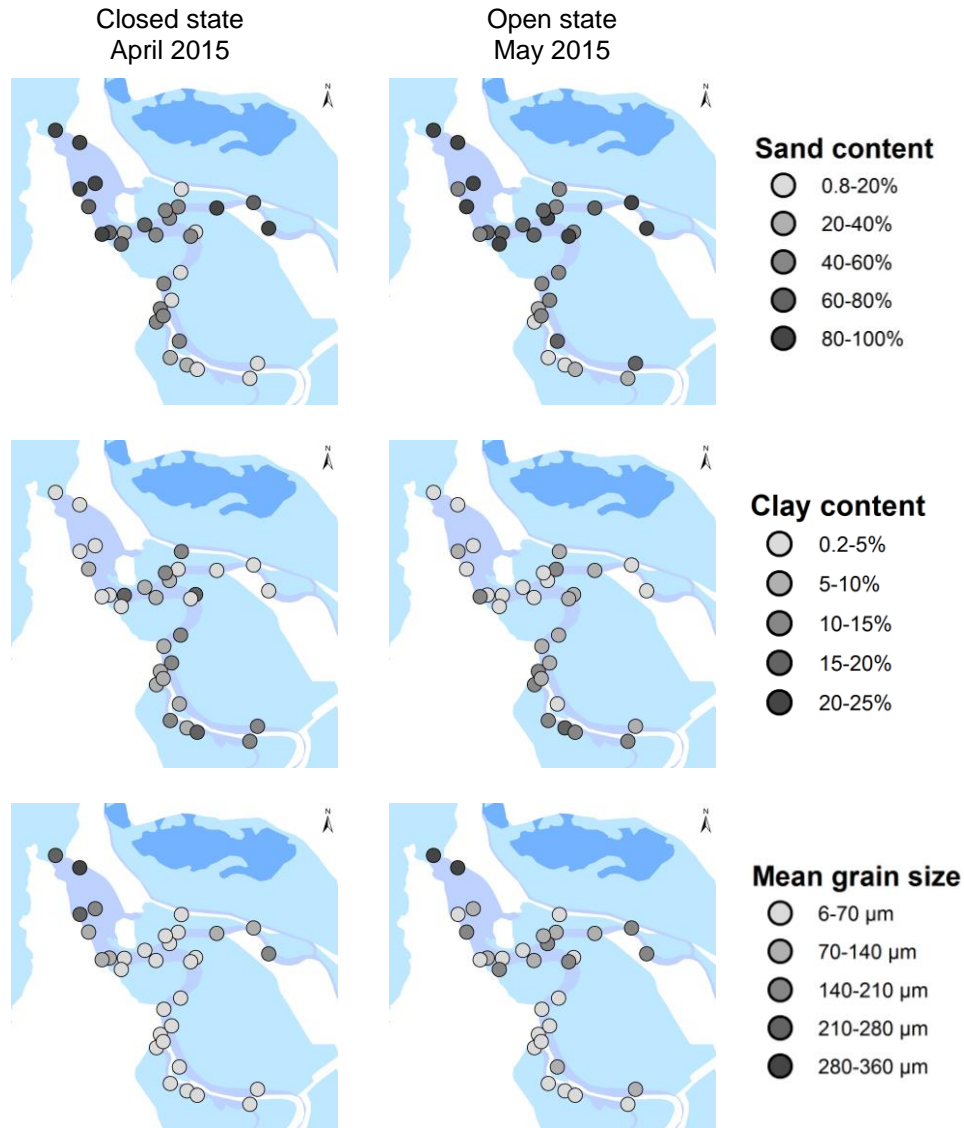 Closed state
April 2015
Open state
May 2015
N
N
Sand content
0.8-20%
20-40%
40-60%
60-80%
80-100%
N
N
Clay content
0.2-5%
5-10%
10-15%
15-20%
20-25%
N
N
Mean grain size
6-70 µm
70-140 µm
140-210 µm
210-280 µm
280-360 µm